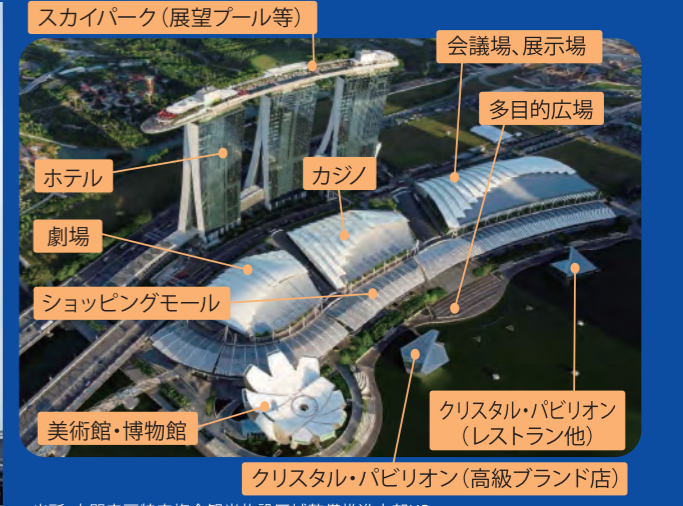 スカイパーク(展望プール等)
会議場、展示場
多目的広場
ホテル
カジノ
劇場
ショッピングモール
美術館・博物館
クリスタル・パビリオン
(レストラン他)
クリスタル・パビリオン(高級ブランド店)